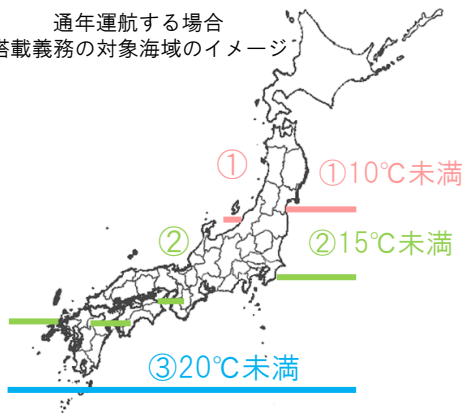 通年運航する場合
搭載義務の対象海域のイメージ
①
①10℃未満
②
②15℃未満
③20℃未満